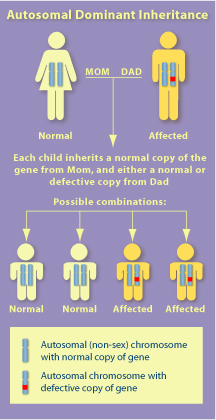 Autosomal Dominant Inheritance
MOM DAD
Normal Affected
Each child inherits a normal copy of the
gene from Mom, and either a normal or
defective copy from Dad
Possible combinations:
Normal Normal Affected Affected
Autosomal (non-sex) chromosome
with normal copy of gene
Autosomal chromosome with
defective copy of gene